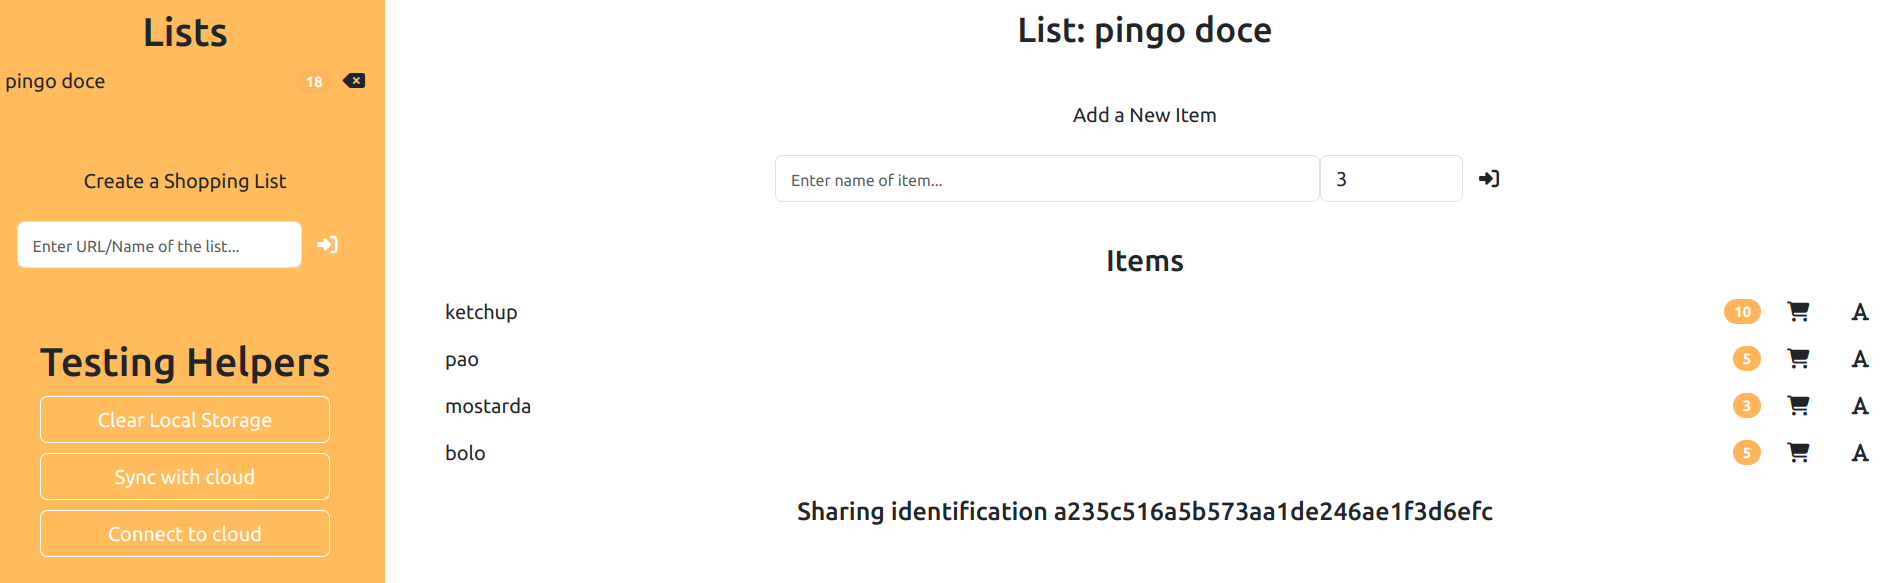 Lists
pingo doce 18
Create a Shopping List
Enter URL/Name of the list...
Testing Helpers
Clear Local Storage
Sync with cloud
Connect to cloud
List: pingo doce
Add a New Item
Enter name of item... 3
Items
ketchup 10 A
pao 5 A
mostarda 3 A
bolo 5 A
Sharing identification a235c516a5b573aa1de246ae1f3d6efc